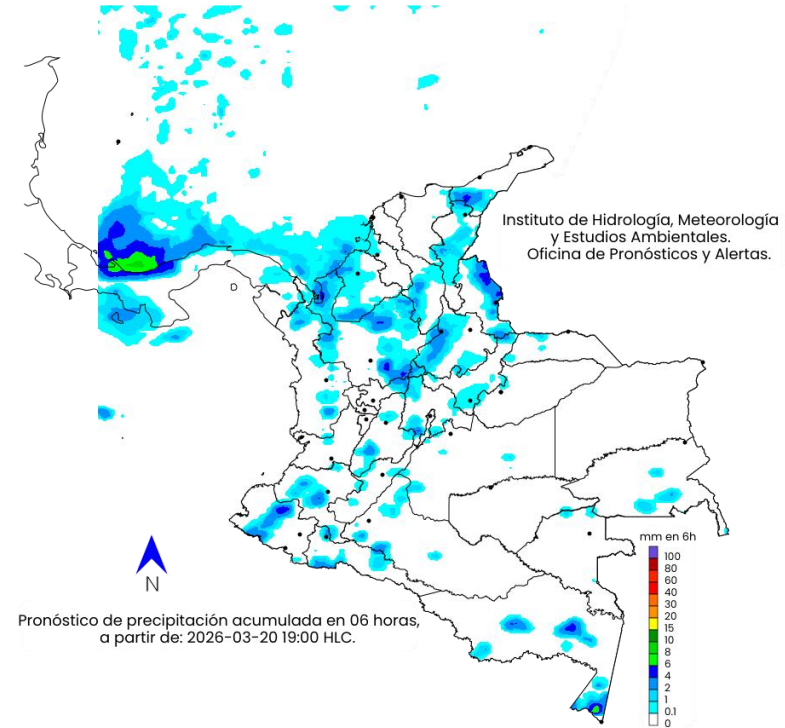 Instituto de Hidrología, Meteorología
y Estudios Ambientales.
Oficina de Pronósticos y Alertas.
mm en 6h
100
80
60
40
30
20
15
10
8
6
4
2
1
0.1
0
N
Pronóstico de precipitación acumulada en 06 horas,
a partir de: 2026-03-20 19:00 HLC.